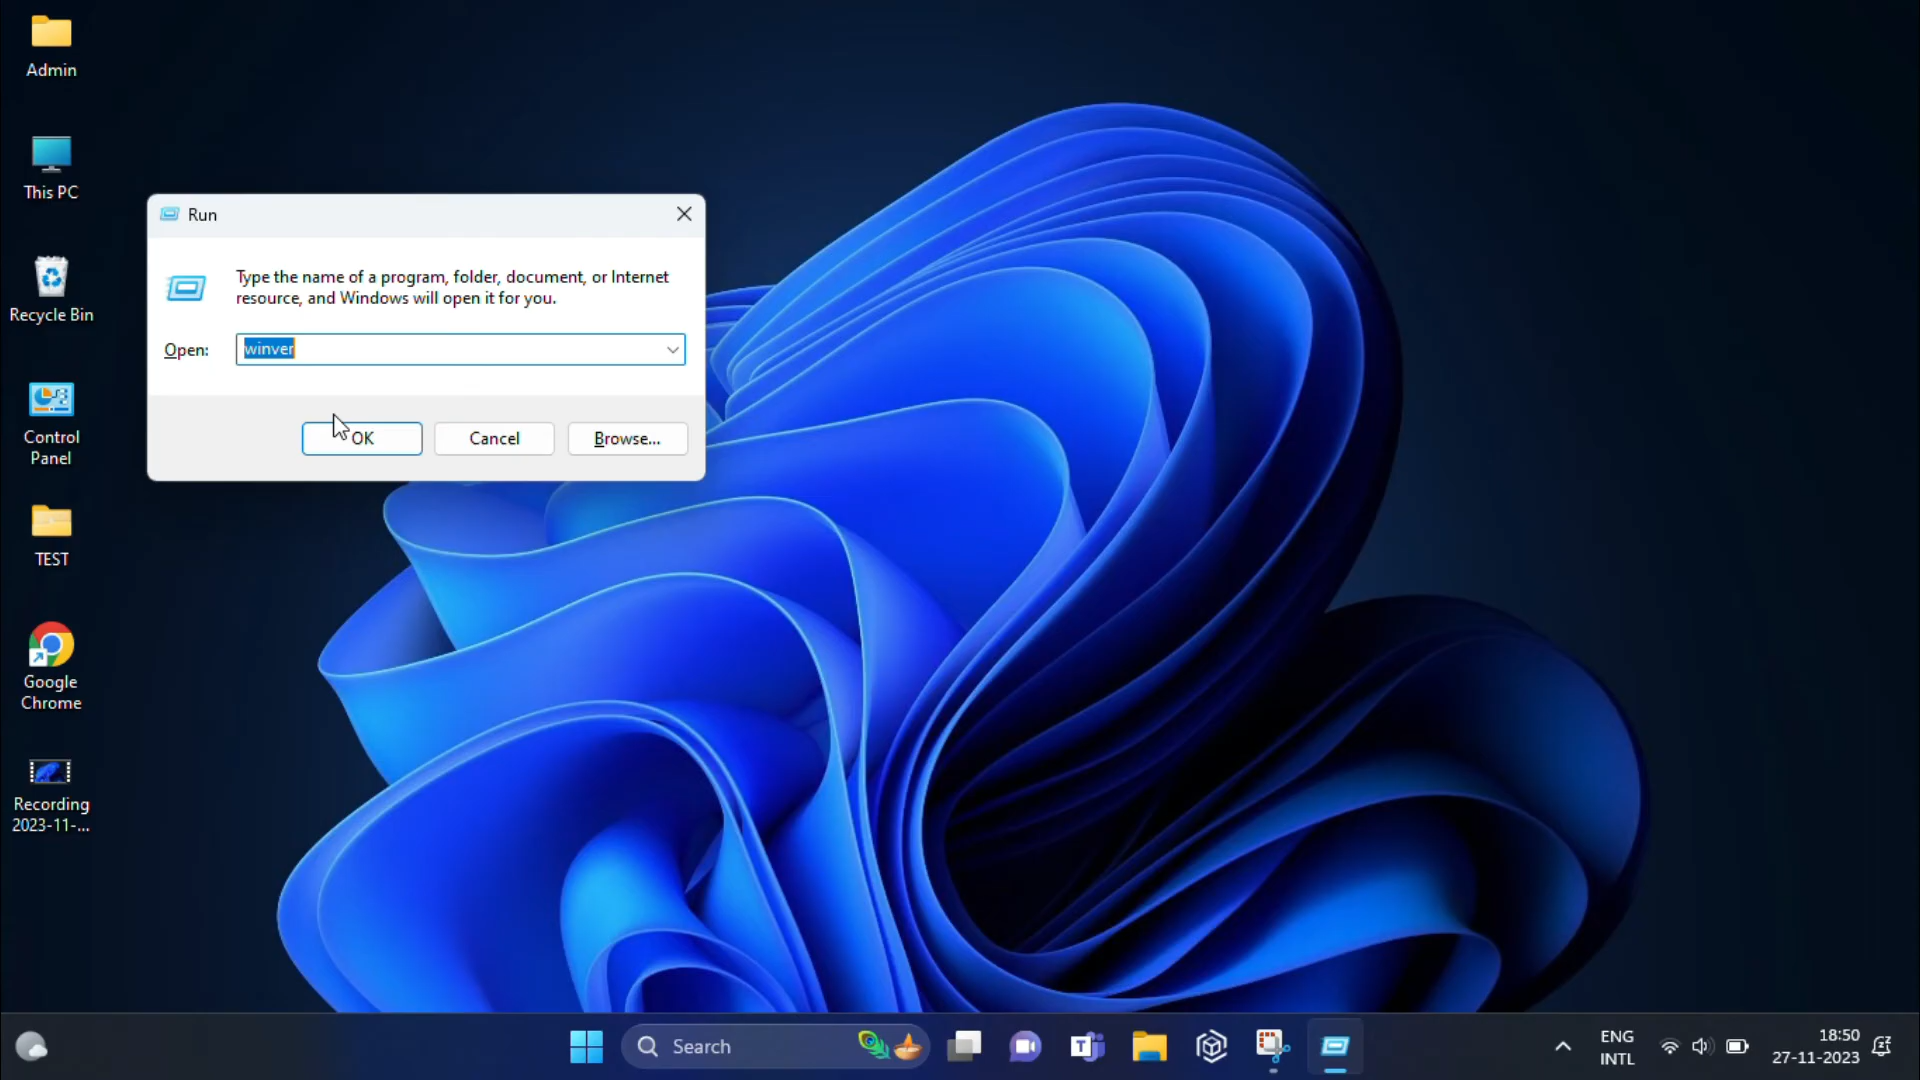 Admin
This PC
Recycle Bin
Control
Panel
TEST
Google
Chrome
Recording
2023-11-...
Run
Type the name of a program, folder, document, or Internet
resource, and Windows will open it for you.
Open: winver
OK Cancel Browse...
Search
ENG
INTL
18:50
27-11-2023